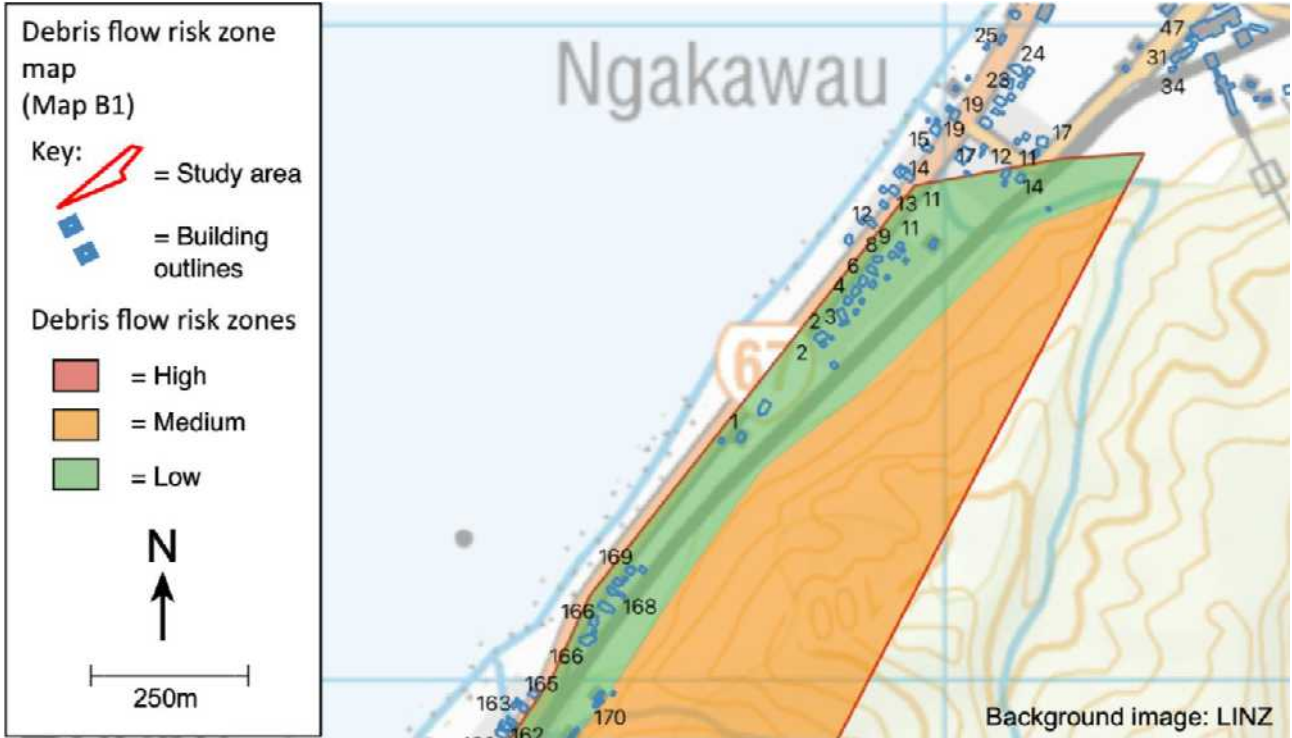 Debris flow risk zone
map
(Map B1)
Key:
= Study area
= Building
outlines
Debris flow risk zones
= High
= Medium
= Low
N
250m
Ngakawau
25
24
23
19
19
15
17
12
11
17
14
14
13
11
12
9
11
8
6
4
3
2
2
67
1
47
31
34
169
168
166
166
165
163
162
170
100
Background image: LINZ